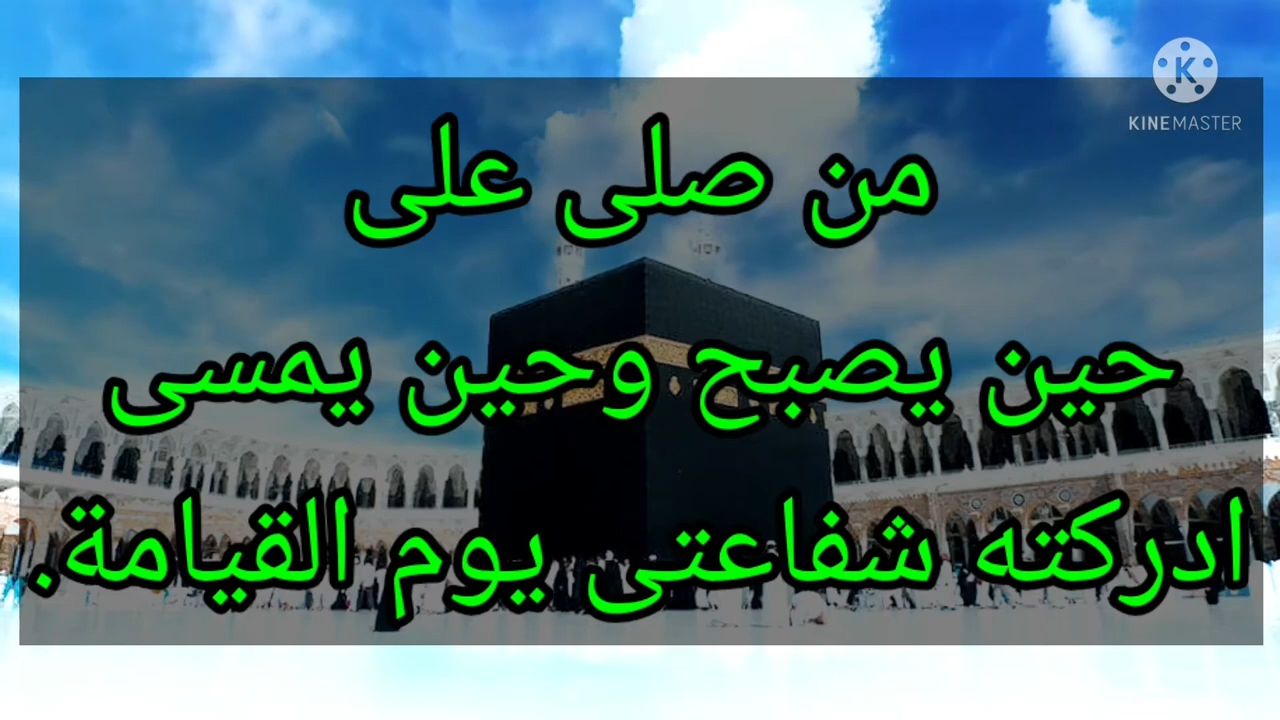 KINEMASTER
من صلى على
حين يصبح وحين يمسى
ادركته شفاعتى يوم القيامة.